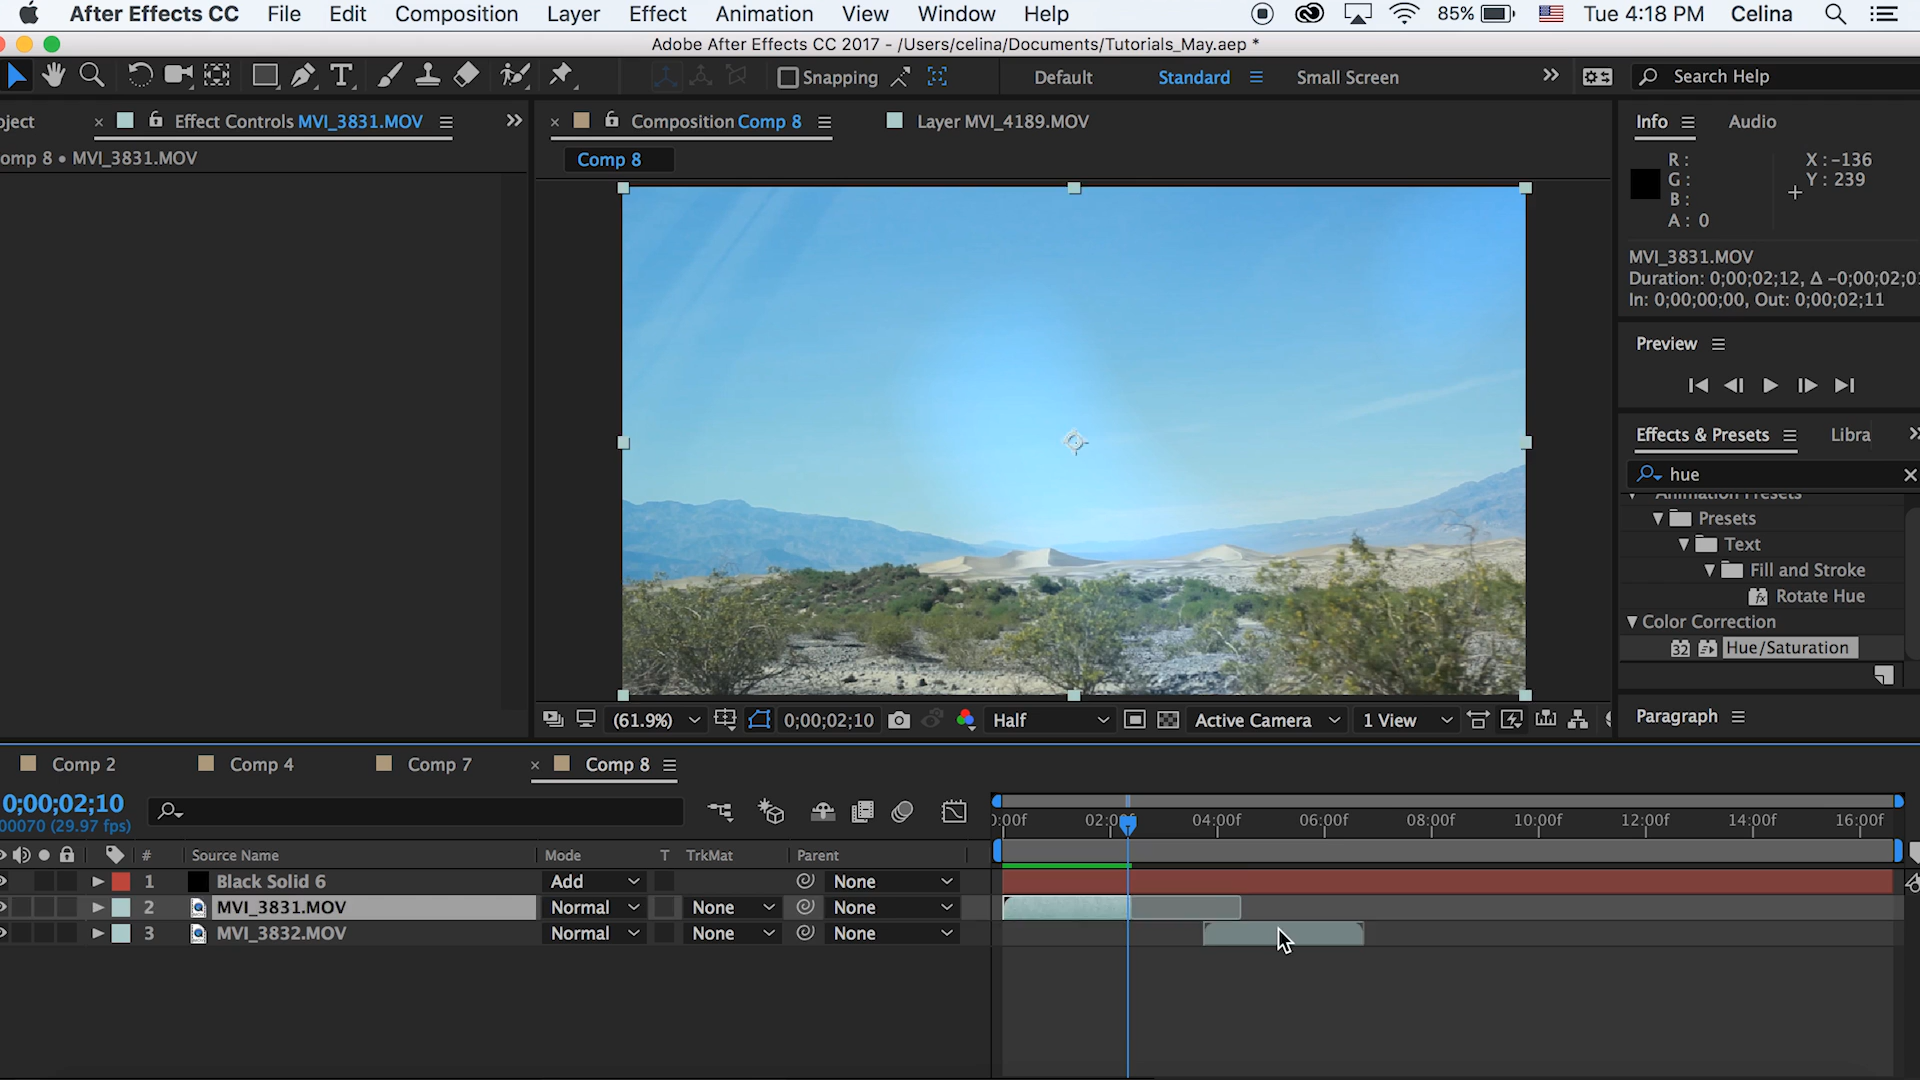 After Effects CC File Edit Composition Layer Effect Animation View Window Help 85% Tue 4:18 PM Celina
Adobe After Effects CC 2017 - /Users/celina/Documents/Tutorials_May.aep *
Snapping Default Standard Small Screen Search Help
oject Effect Controls MVI_3831.MOV
omp 8 • MVI_3831.MOV
Composition Comp 8 Layer MVI_4189.MOV
Comp 8
Info Audio
R : X : -136
G : Y : 239
B :
A : 0
MVI_3831.MOV
Duration: 0;00;02;12, Δ -0;00;02;01
In: 0;00;00;00, Out: 0;00;02;11
Preview
Effects & Presets Libra
hue
Animation Presets
Presets
Text
Fill and Stroke
Rotate Hue
Color Correction
32 Hue/Saturation
Paragraph
(61.9%) 0;00;02;10 Half Active Camera 1 View
Comp 2 Comp 4 Comp 7 Comp 8
0;00;02;10
00070 (29.97 fps)
0:00f 02:00f 04:00f 06:00f 08:00f 10:00f 12:00f 14:00f 16:00f
# Source Name Mode T TrkMat Parent
1 Black Solid 6 Add None
2 MVI_3831.MOV Normal None None
3 MVI_3832.MOV Normal None None